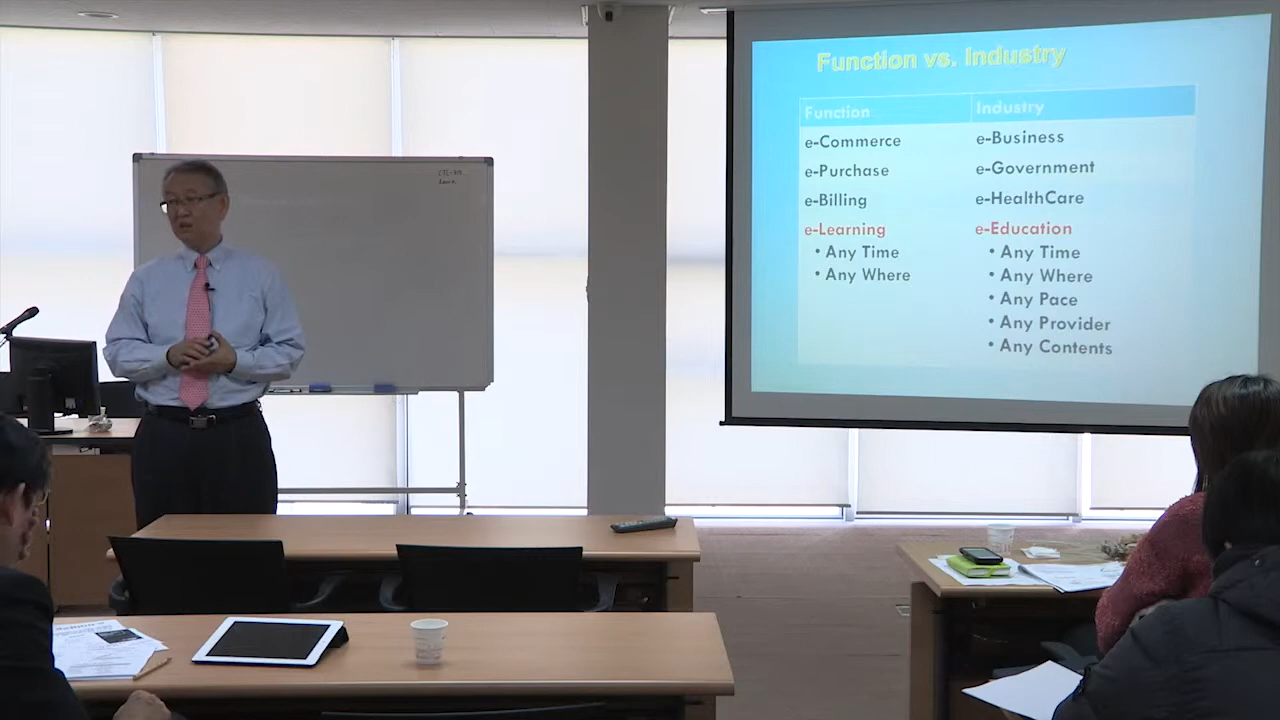 Function vs. Industry
Function Industry
e-Commerce e-Business
e-Purchase e-Government
e-Billing e-HealthCare
e-Learning e-Education
• Any Time • Any Time
• Any Where • Any Where
• Any Pace
• Any Provider
• Any Contents